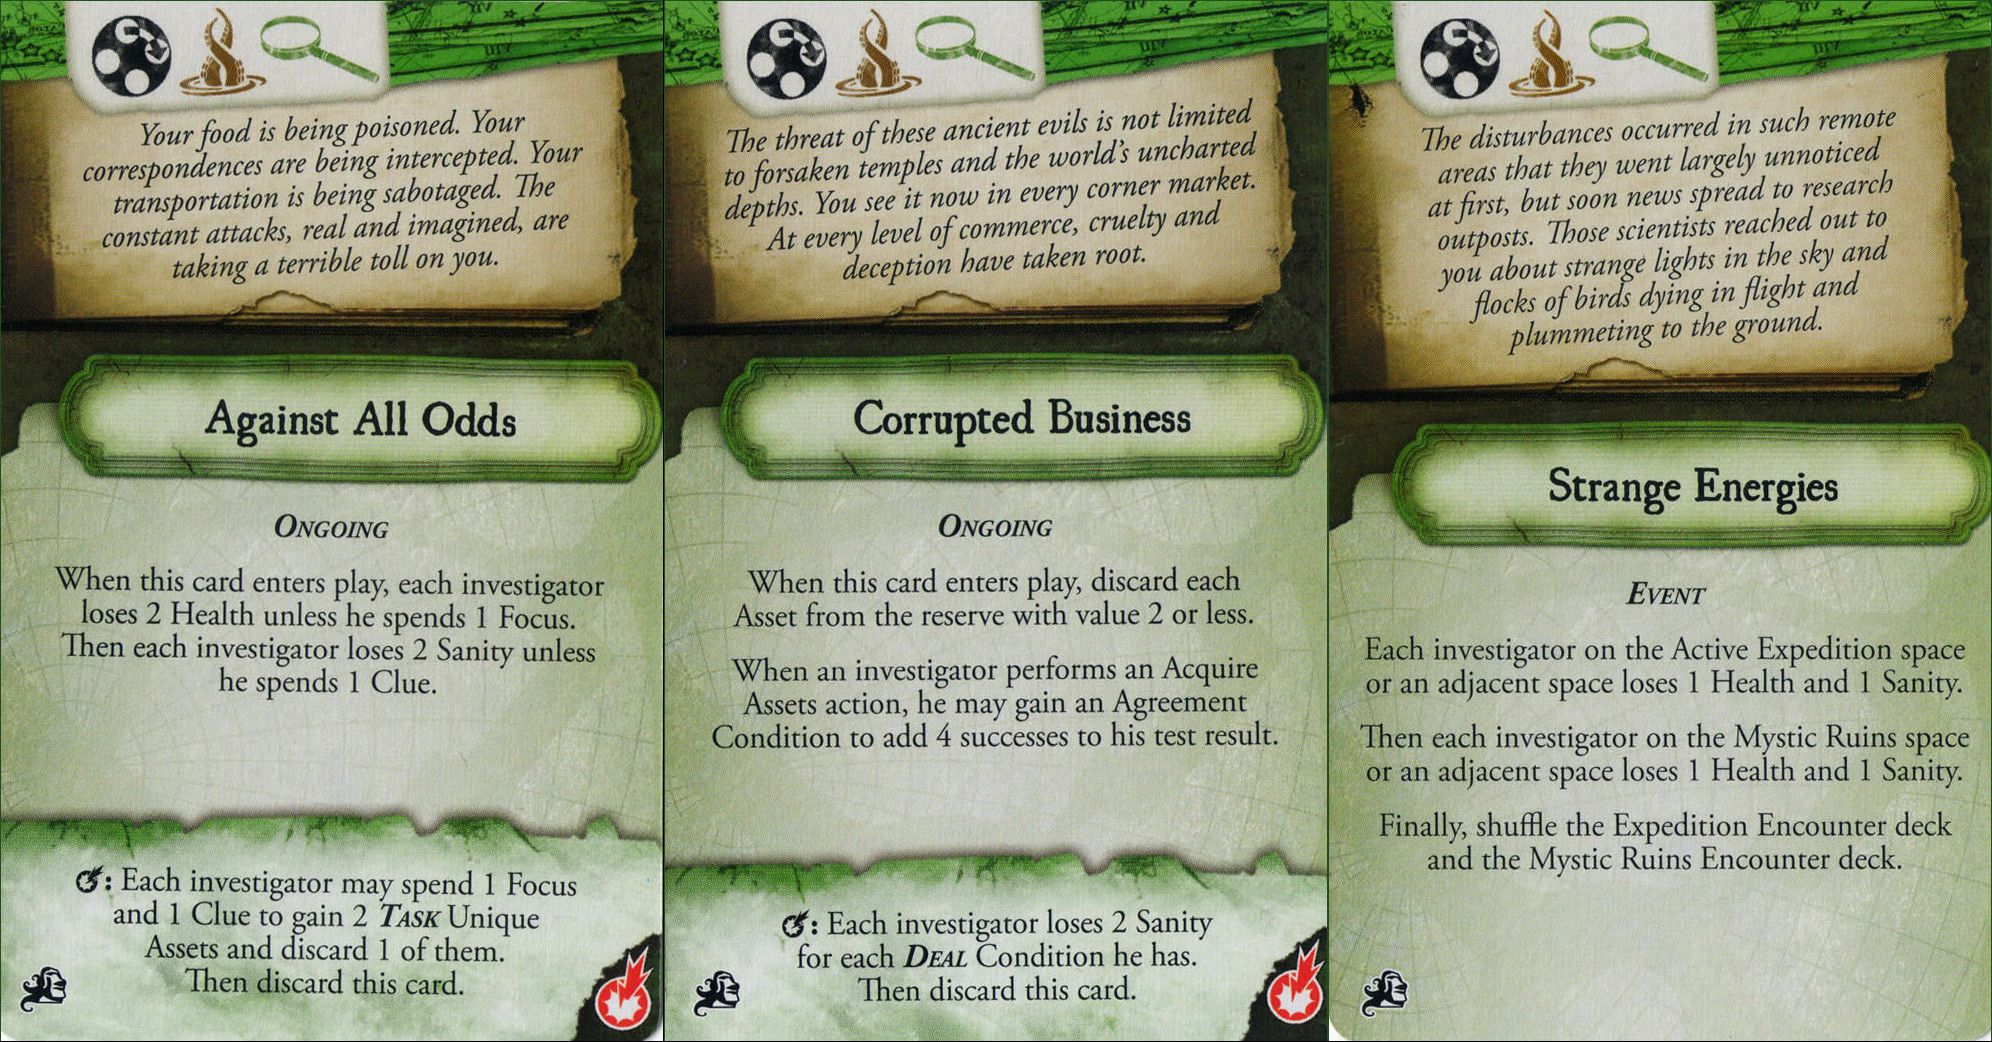 Your food is being poisoned. Your
correspondences are being intercepted. Your
transportation is being sabotaged. The
constant attacks, real and imagined, are
taking a terrible toll on you.
Against All Odds
Ongoing
When this card enters play, each investigator
loses 2 Health unless he spends 1 Focus.
Then each investigator loses 2 Sanity unless
he spends 1 Clue.
: Each investigator may spend 1 Focus
and 1 Clue to gain 2 Task Unique
Assets and discard 1 of them.
Then discard this card.
The threat of these ancient evils is not limited
to forsaken temples and the world's uncharted
depths. You see it now in every corner market.
At every level of commerce, cruelty and
deception have taken root.
Corrupted Business
Ongoing
When this card enters play, discard each
Asset from the reserve with value 2 or less.
When an investigator performs an Acquire
Assets action, he may gain an Agreement
Condition to add 4 successes to his test result.
: Each investigator loses 2 Sanity
for each Deal Condition he has.
Then discard this card.
The disturbances occurred in such remote
areas that they went largely unnoticed
at first, but soon news spread to research
outposts. Those scientists reached out to
you about strange lights in the sky and
flocks of birds dying in flight and
plummeting to the ground.
Strange Energies
Event
Each investigator on the Active Expedition space
or an adjacent space loses 1 Health and 1 Sanity.
Then each investigator on the Mystic Ruins space
or an adjacent space loses 1 Health and 1 Sanity.
Finally, shuffle the Expedition Encounter deck
and the Mystic Ruins Encounter deck.